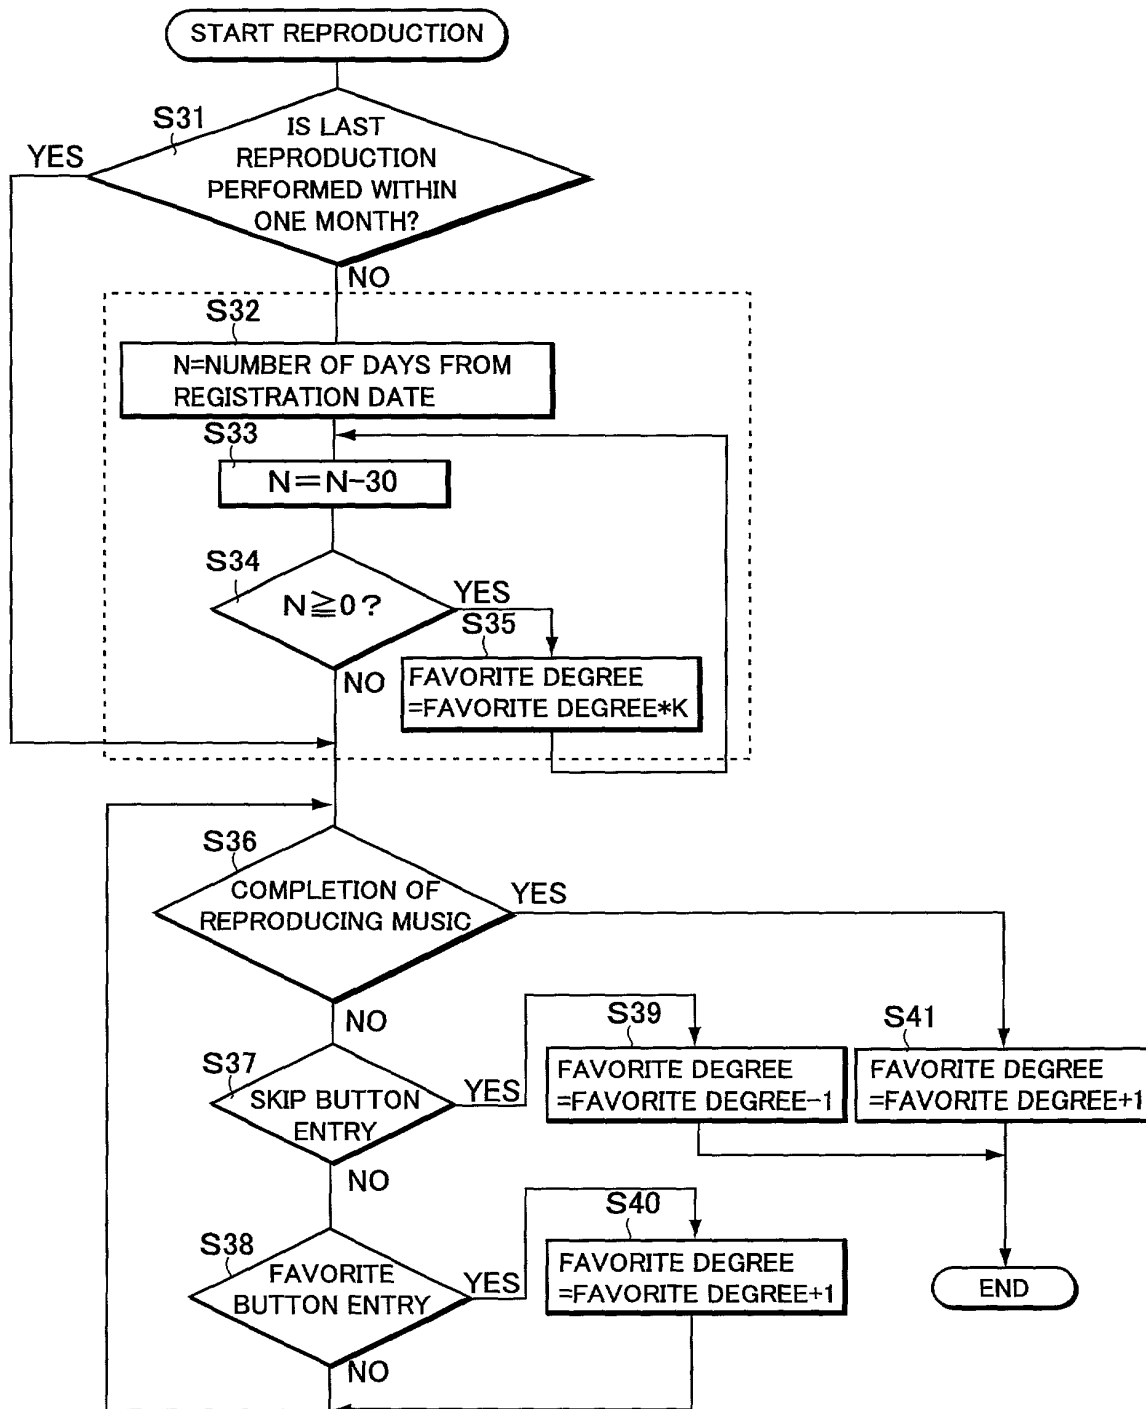 START REPRODUCTION
S31
IS LAST
REPRODUCTION
PERFORMED WITHIN
ONE MONTH?
YES
NO
S32
N=NUMBER OF DAYS FROM
REGISTRATION DATE
S33
N=N-30
S34
N≧0?
YES
NO
S35
FAVORITE DEGREE
=FAVORITE DEGREE*K
S36
COMPLETION OF
REPRODUCING MUSIC
YES
NO
S37
SKIP BUTTON
ENTRY
YES
NO
S39
FAVORITE DEGREE
=FAVORITE DEGREE-1
S41
FAVORITE DEGREE
=FAVORITE DEGREE+1
S38
FAVORITE
BUTTON ENTRY
YES
NO
S40
FAVORITE DEGREE
=FAVORITE DEGREE+1
END